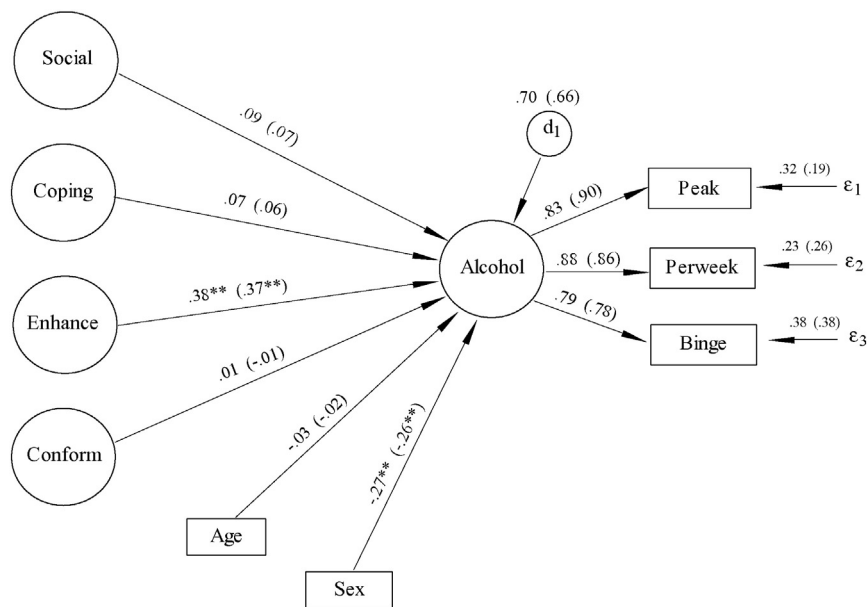 Social
.70 (.66)
d1
.09 (.07)
.32 (.19)
ε1
Peak
.83 (.90)
Coping
.07 (.06)
.23 (.26)
ε2
Alcohol
.88 (.86)
Perweek
.38** (.37**)
Enhance
.79 (.78)
.38 (.38)
ε3
Binge
.01 (-.01)
Conform
-.03 (-.02)
-.27** (-.26**)
Age
Sex